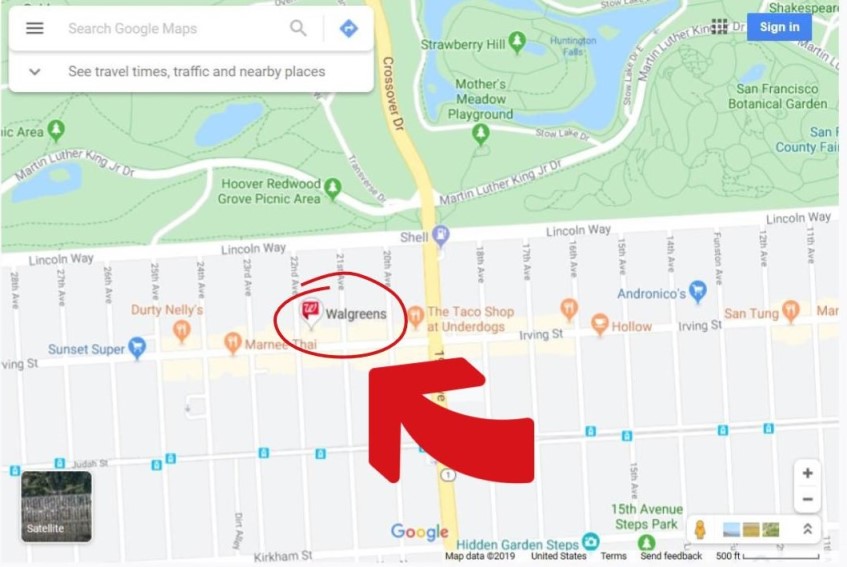 Search Google Maps
Sign in
See travel times, traffic and nearby places
Shakespeare
Stow Lake Dr
Strawberry Hill
Huntington
Falls
Martin Luther King Jr Dr
Stow Lake Dr E
Crossover Dr
Mother's
Meadow
Playground
San Francisco
Botanical Garden
Stow Lake Dr
San F
County Fai
nic Area
Martin Luther King Jr Dr
Transverse Dr
Hoover Redwood
Grove Picnic Area
Martin Luther King Jr Dr
Lincoln Way
Lincoln Way
Lincoln Way
Lincoln Way
Shell
28th Ave
27th Ave
26th Ave
25th Ave
24th Ave
23rd Ave
22nd Ave
21st Ave
20th Ave
18th Ave
17th Ave
16th Ave
15th Ave
14th Ave
Funston Ave
12th Ave
11th Ave
Andronico's
Durty Nelly's
W
Walgreens
The Taco Shop
at Underdogs
San Tung
Mar
Hollow
Irving St
Irving St
Sunset Super
Marnee Thai
ving St
Judah St
15th Ave
1
Satellite
Dirt Alley
15th Avenue
Steps Park
Google
Hidden Garden Steps
Kirkham St
Map data ©2019
United States
Terms
Send feedback
500 ft